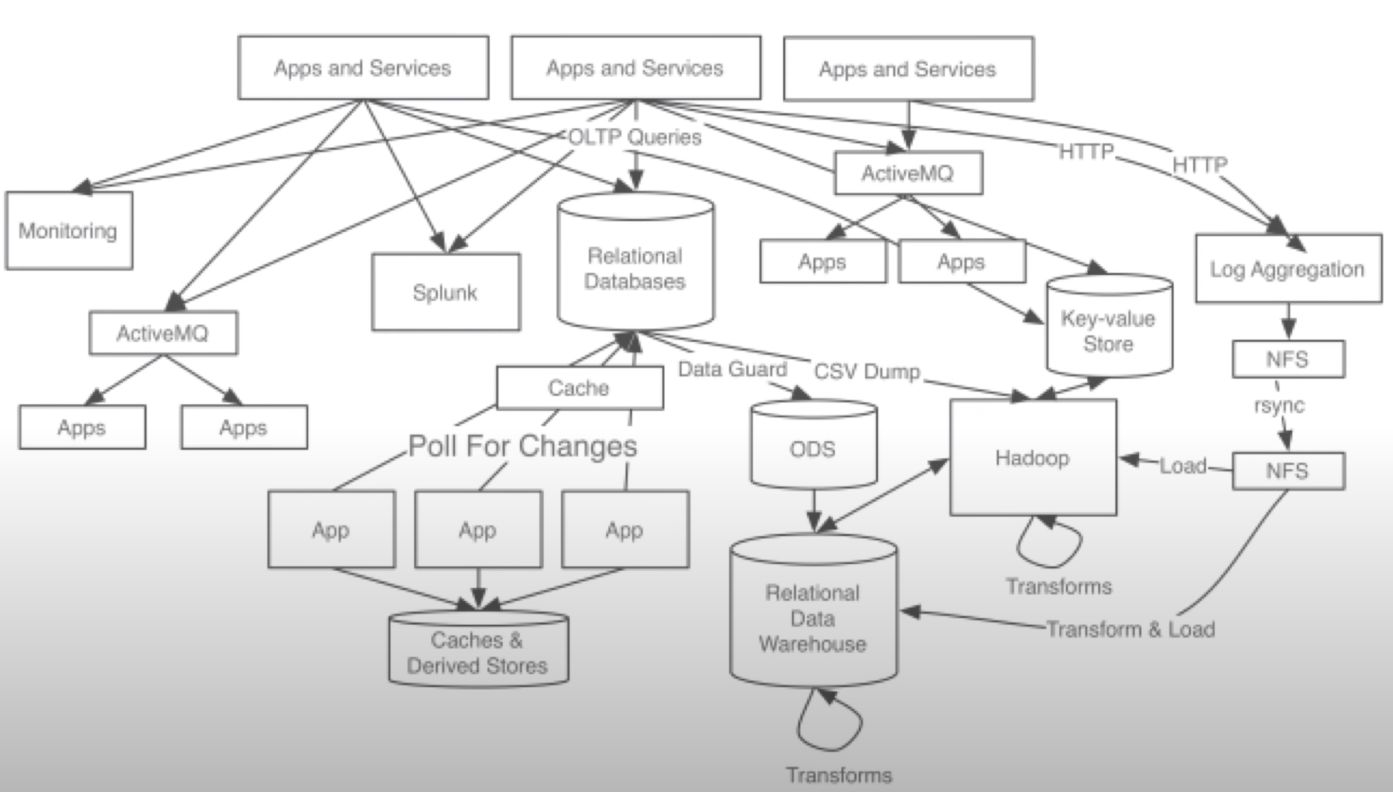 Apps and Services
Apps and Services
Apps and Services
OLTP Queries
HTTP
HTTP
ActiveMQ
Monitoring
Relational
Databases
Apps
Apps
Log Aggregation
Splunk
ActiveMQ
Key-value
Store
NFS
Cache
Data Guard
CSV Dump
rsync
Apps
Apps
Poll For Changes
ODS
Hadoop
Load
NFS
App
App
App
Transforms
Relational
Data
Warehouse
Transform & Load
Caches &
Derived Stores
Transforms